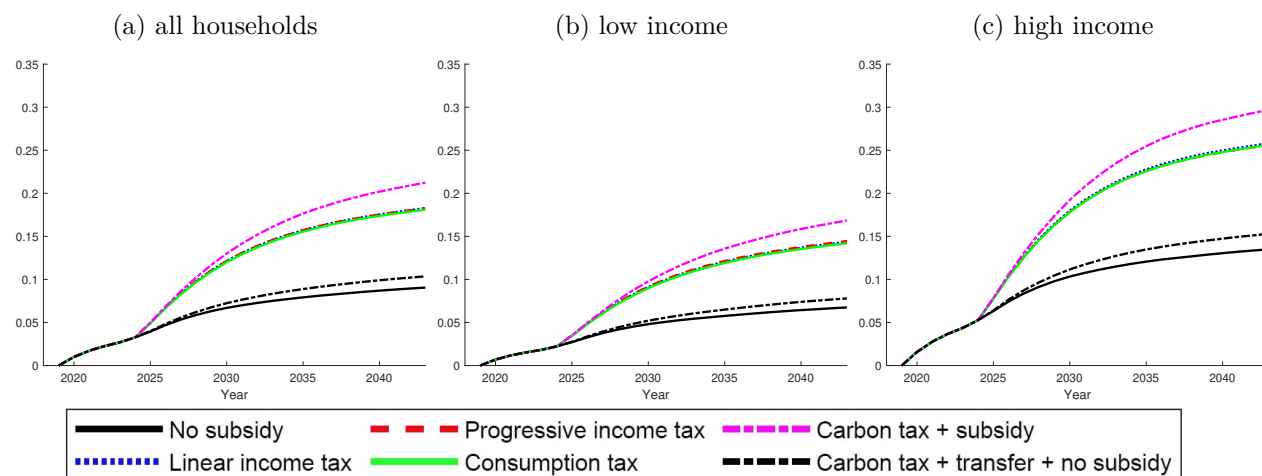 (a) all households
(b) low income
(c) high income
0.35
0.3
0.25
0.2
0.15
0.1
0.05
0
2020 2025 2030 2035 2040
Year
0.35
0.3
0.25
0.2
0.15
0.1
0.05
0
2020 2025 2030 2035 2040
Year
0.35
0.3
0.25
0.2
0.15
0.1
0.05
0
2020 2025 2030 2035 2040
Year
No subsidy Progressive income tax Carbon tax + subsidy
Linear income tax Consumption tax Carbon tax + transfer + no subsidy